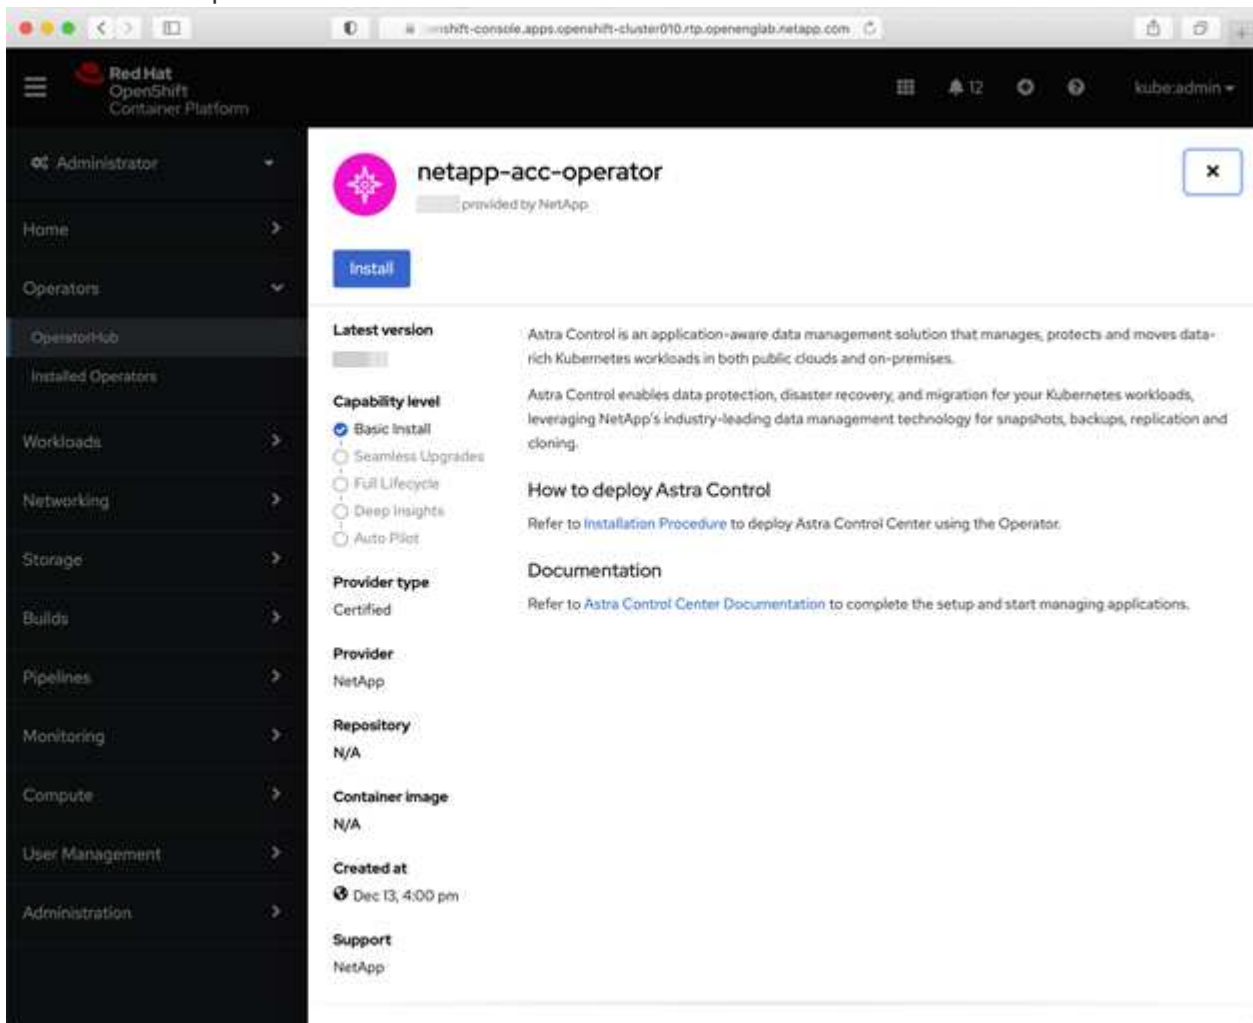 nshift-console.apps.openshift-cluster010.rtp.openenglab.netapp.com
Red Hat
OpenShift
Container Platform
12
kube:admin
Administrator
Home
Operators
OperatorHub
Installed Operators
Workloads
Networking
Storage
Builds
Pipelines
Monitoring
Compute
User Management
Administration
netapp-acc-operator
provided by NetApp
Install
Latest version
Capability level
Basic Install
Seamless Upgrades
Full Lifecycle
Deep Insights
Auto Pilot
Provider type
Certified
Provider
NetApp
Repository
N/A
Container image
N/A
Created at
Dec 13, 4:00 pm
Support
NetApp
Astra Control is an application-aware data management solution that manages, protects and moves data-
rich Kubernetes workloads in both public clouds and on-premises.
Astra Control enables data protection, disaster recovery, and migration for your Kubernetes workloads,
leveraging NetApp's industry-leading data management technology for snapshots, backups, replication and
cloning.
How to deploy Astra Control
Refer to Installation Procedure to deploy Astra Control Center using the Operator.
Documentation
Refer to Astra Control Center Documentation to complete the setup and start managing applications.